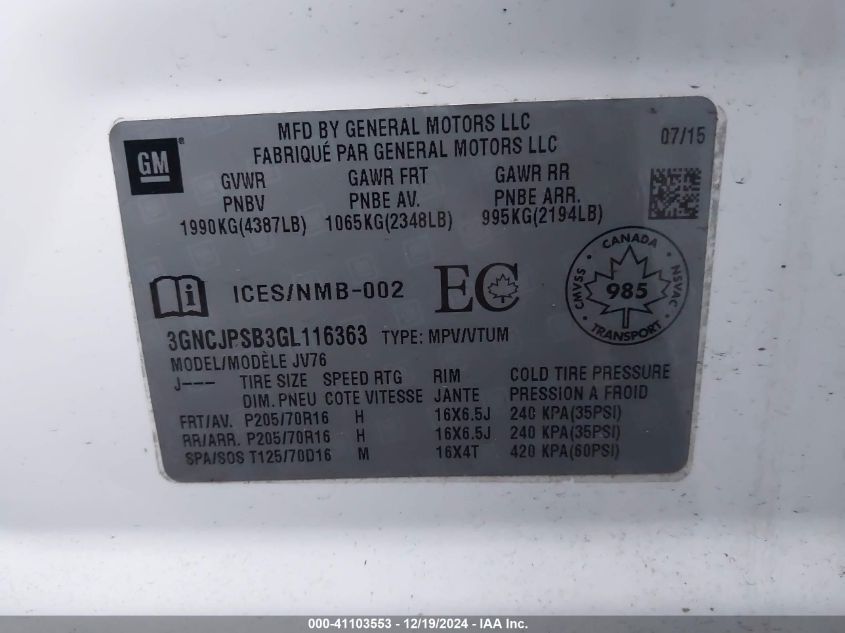 MFD BY GENERAL MOTORS LLC
07/15
FABRIQUÉ PAR GENERAL MOTORS LLC
GM
GVWR GAWR FRT GAWR RR
PNBV PNBE AV. PNBE ARR.
1990KG(4387LB) 1065KG(2348LB) 995KG(2194LB)
ICES/NMB-002 EC
CANADA
CMVSS 985 NSVAC
TRANSPORT
3GNCJPSB3GL116363 TYPE: MPV/VTUM
MODEL/MODÈLE JV76
J--- TIRE SIZE SPEED RTG RIM COLD TIRE PRESSURE
DIM. PNEU COTE VITESSE JANTE PRESSION A FROID
FRT/AV. P205/70R16 H 16X6.5J 240 KPA(35PSI)
RR/ARR. P205/70R16 H 16X6.5J 240 KPA(35PSI)
SPA/SOS T125/70D16 M 16X4T 420 KPA(60PSI)
000-41103553 - 12/19/2024 - IAA Inc.